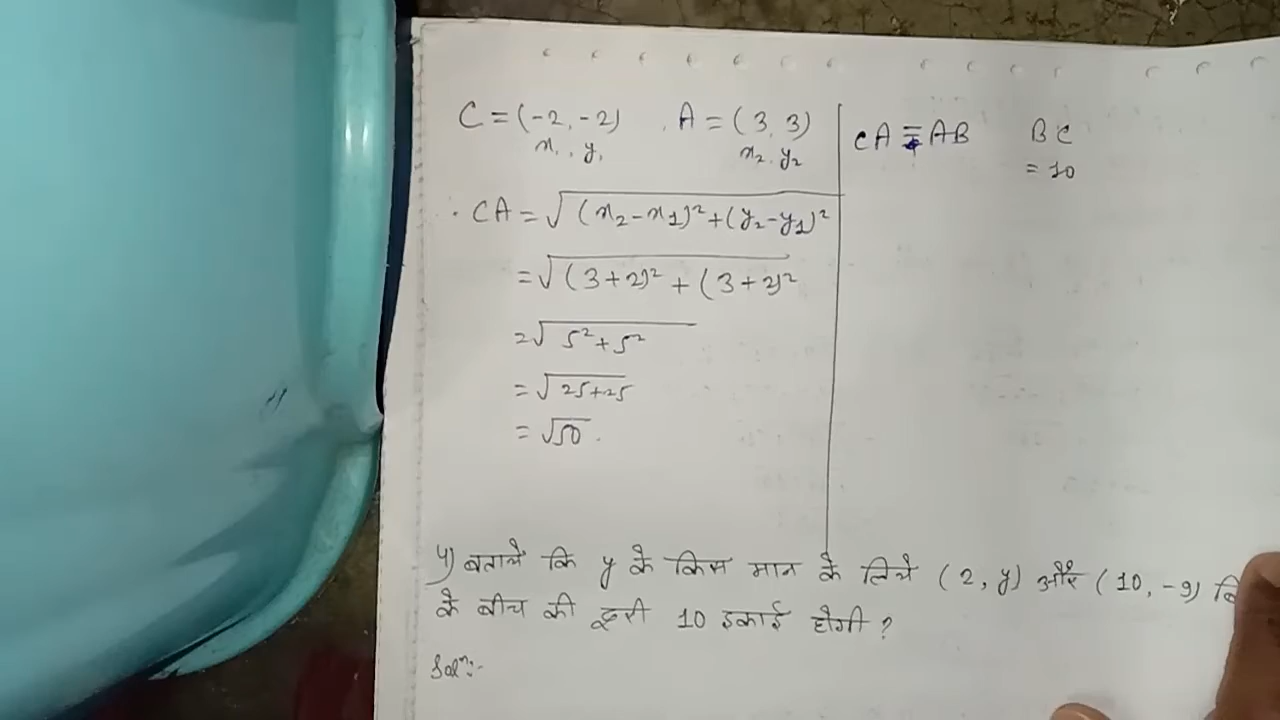 C = (-2, -2) A = (3, 3)
x₁, y₁ x₂, y₂
CA = √(x₂-x₁)²+(y₂-y₁)²
= √(3+2)² + (3+2)²
= √5²+5²
= √25+25
= √50.
CA = AB BC
= 10
4) बतायें कि y के किस मान के लिये (2, y) और (10, -9)
के बीच की दूरी 10 इकाई होगी ?
Solⁿ:-